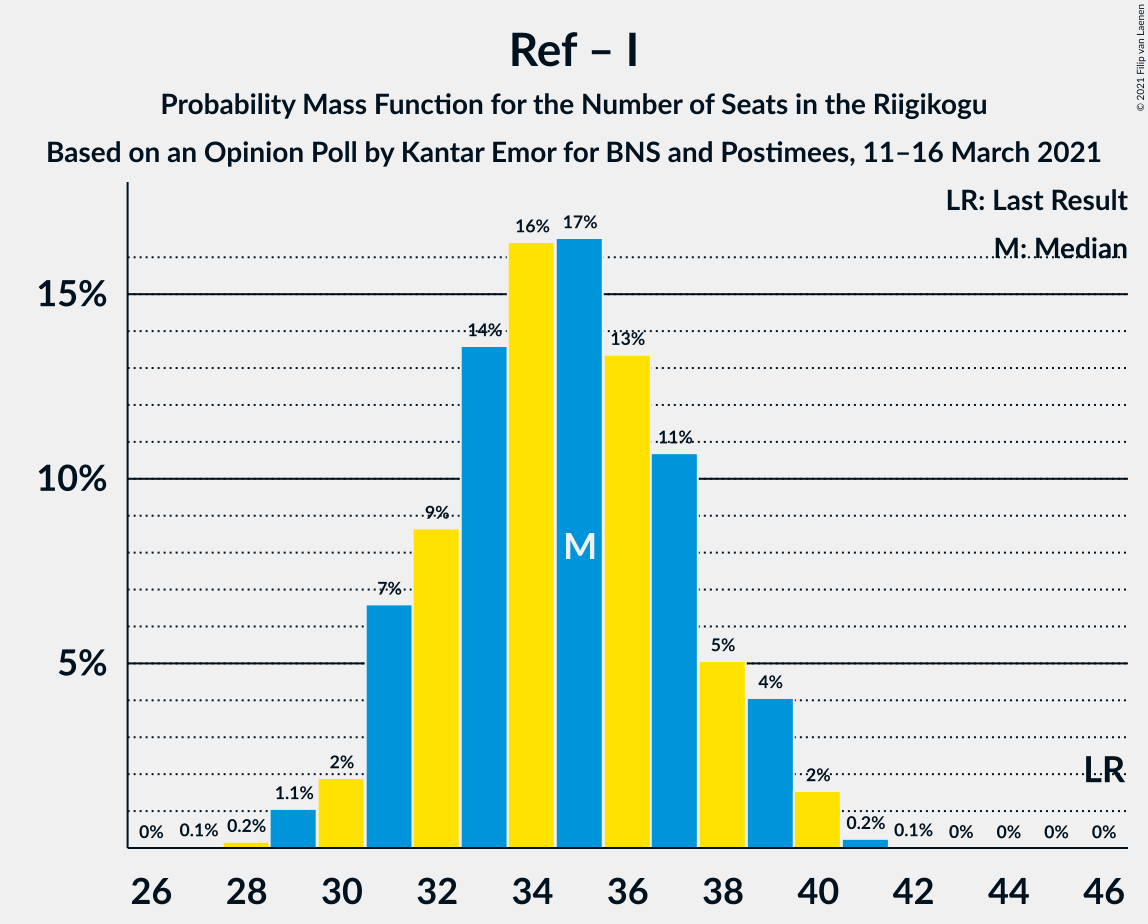 Ref – I
Probability Mass Function for the Number of Seats in the Riigikogu
Based on an Opinion Poll by Kantar Emor for BNS and Postimees, 11–16 March 2021
© 2021 Filip van Laenen
LR: Last Result
M: Median
15%
10%
5%
0%
0.1%
0.2%
1.1%
2%
7%
9%
14%
16%
17%
13%
11%
5%
4%
2%
0.2%
0.1%
0%
0%
0%
0%
M
LR
26 28 30 32 34 36 38 40 42 44 46